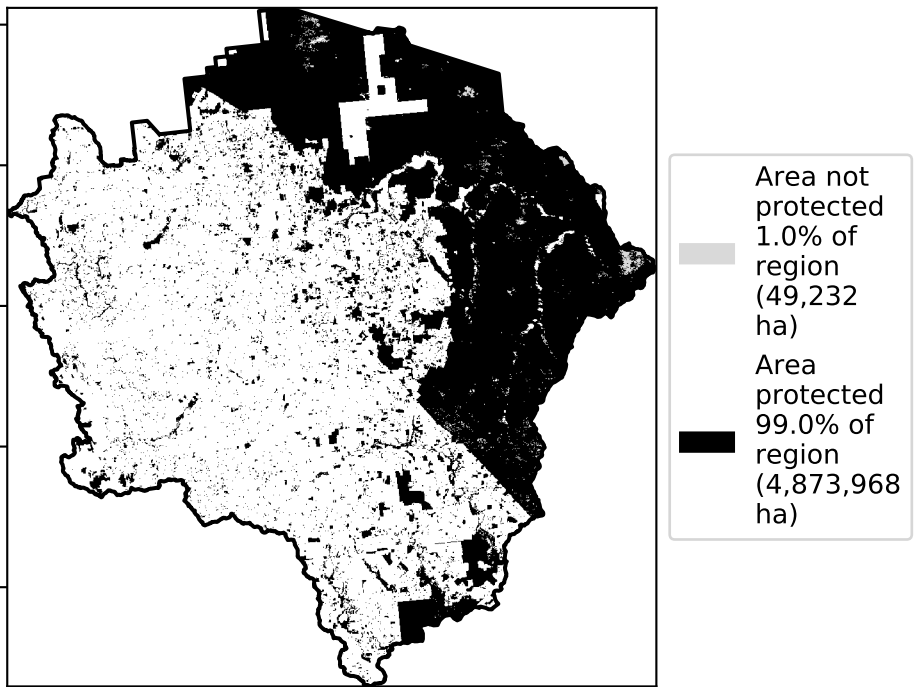 Area not
protected
1.0% of
region
(49,232
ha)
Area
protected
99.0% of
region
(4,873,968
ha)